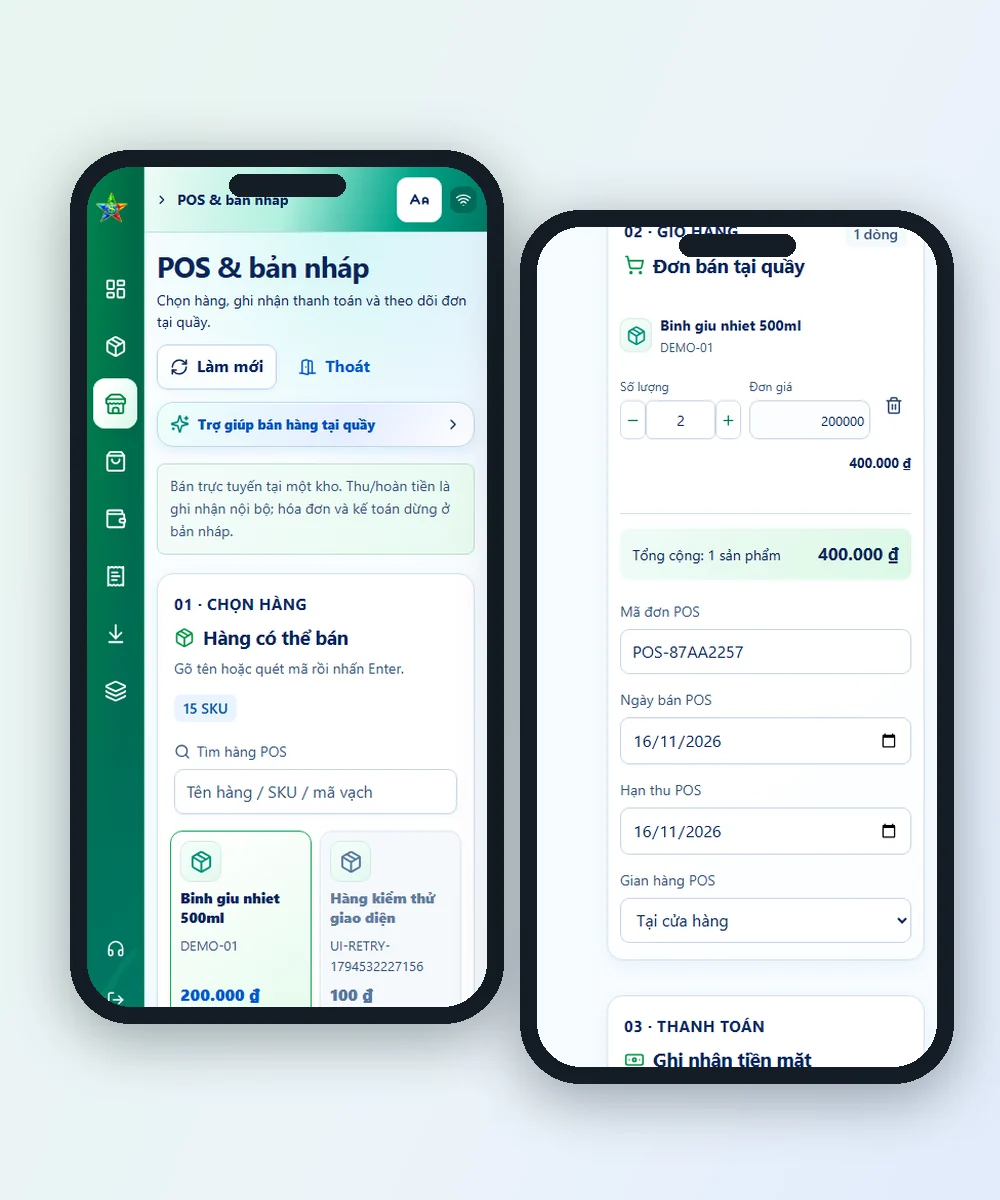 POS & bản nháp
Aa
POS & bản nháp
Chọn hàng, ghi nhận thanh toán và theo dõi đơn
tại quầy.
Làm mới
Thoát
Trợ giúp bán hàng tại quầy
Bán trực tuyến tại một kho. Thu/hoàn tiền là
ghi nhận nội bộ; hóa đơn và kế toán dừng ở
bản nháp.
01 · CHỌN HÀNG
Hàng có thể bán
Gõ tên hoặc quét mã rồi nhấn Enter.
15 SKU
Tìm hàng POS
Tên hàng / SKU / mã vạch
Binh giu nhiet
500ml
DEMO-01
200.000 ₫
Hàng kiểm thử
giao diện
UI-RETRY-
1794532227156
100 ₫
02 · GIỎ HÀNG
1 dòng
Đơn bán tại quầy
Binh giu nhiet 500ml
DEMO-01
Số lượng
Đơn giá
− 2 +
200000
400.000 ₫
Tổng cộng: 1 sản phẩm
400.000 ₫
Mã đơn POS
POS-87AA2257
Ngày bán POS
16/11/2026
Hạn thu POS
16/11/2026
Gian hàng POS
Tại cửa hàng
03 · THANH TOÁN
Ghi nhận tiền mặt